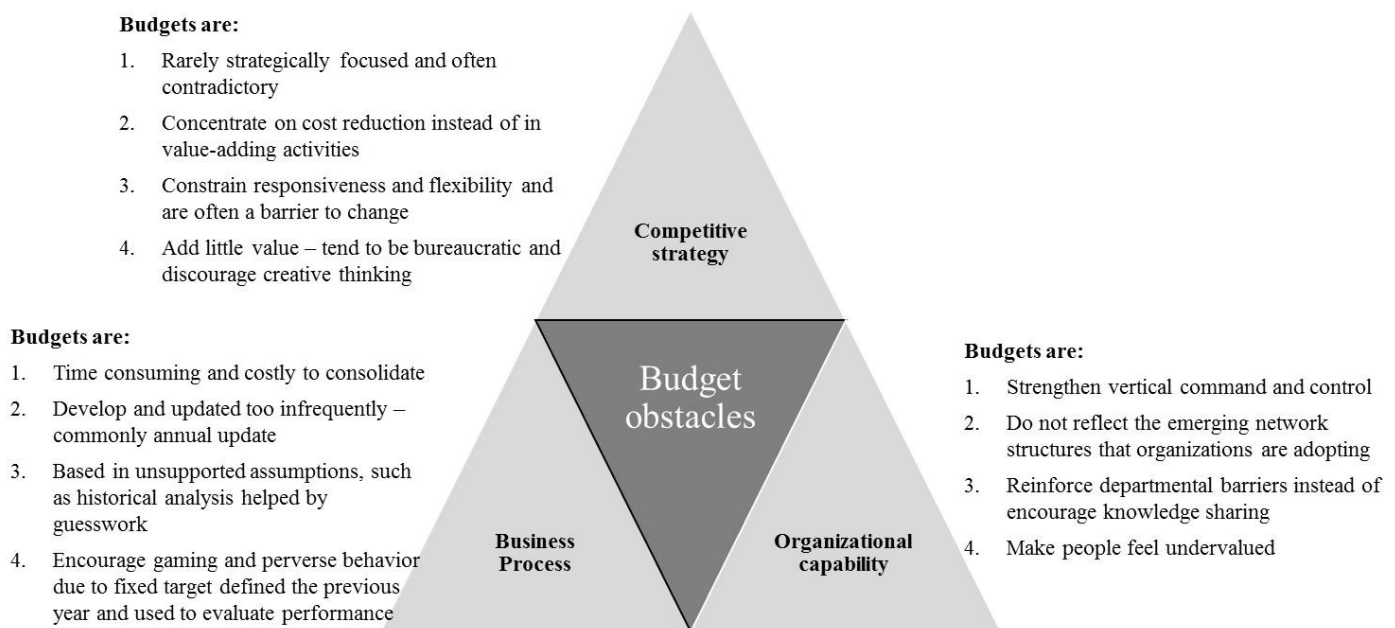 Budgets are:
1. Rarely strategically focused and often
contradictory
2. Concentrate on cost reduction instead of in
value-adding activities
3. Constrain responsiveness and flexibility and
are often a barrier to change
4. Add little value – tend to be bureaucratic and
discourage creative thinking
Competitive
strategy
Budgets are:
1. Time consuming and costly to consolidate
2. Develop and updated too infrequently –
commonly annual update
3. Based in unsupported assumptions, such
as historical analysis helped by
guesswork
4. Encourage gaming and perverse behavior
due to fixed target defined the previous
year and used to evaluate performance
Budget
obstacles
Business
Process
Organizational
capability
Budgets are:
1. Strengthen vertical command and control
2. Do not reflect the emerging network
structures that organizations are adopting
3. Reinforce departmental barriers instead of
encourage knowledge sharing
4. Make people feel undervalued